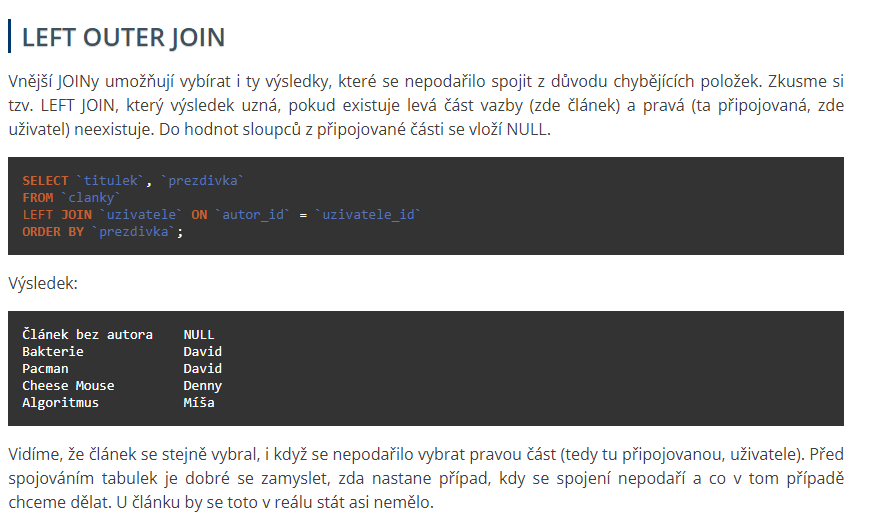 LEFT OUTER JOIN
Vnější JOINy umožňují vybírat i ty výsledky, které se nepodařilo spojit z důvodu chybějících položek. Zkusme si
tzv. LEFT JOIN, který výsledek uzná, pokud existuje levá část vazby (zde článek) a pravá (ta připojovaná, zde
uživatel) neexistuje. Do hodnot sloupců z připojované části se vloží NULL.
SELECT `titulek`, `prezdivka`
FROM `clanky`
LEFT JOIN `uzivatele` ON `autor_id` = `uzivatele_id`
ORDER BY `prezdivka`;
Výsledek:
Článek bez autora    NULL
Bakterie             David
Pacman               David
Cheese Mouse         Denny
Algoritmus           Míša
Vidíme, že článek se stejně vybral, i když se nepodařilo vybrat pravou část (tedy tu připojovanou, uživatele). Před
spojováním tabulek je dobré se zamyslet, zda nastane případ, kdy se spojení nepodaří a co v tom případě
chceme dělat. U článku by se toto v reálu stát asi nemělo.